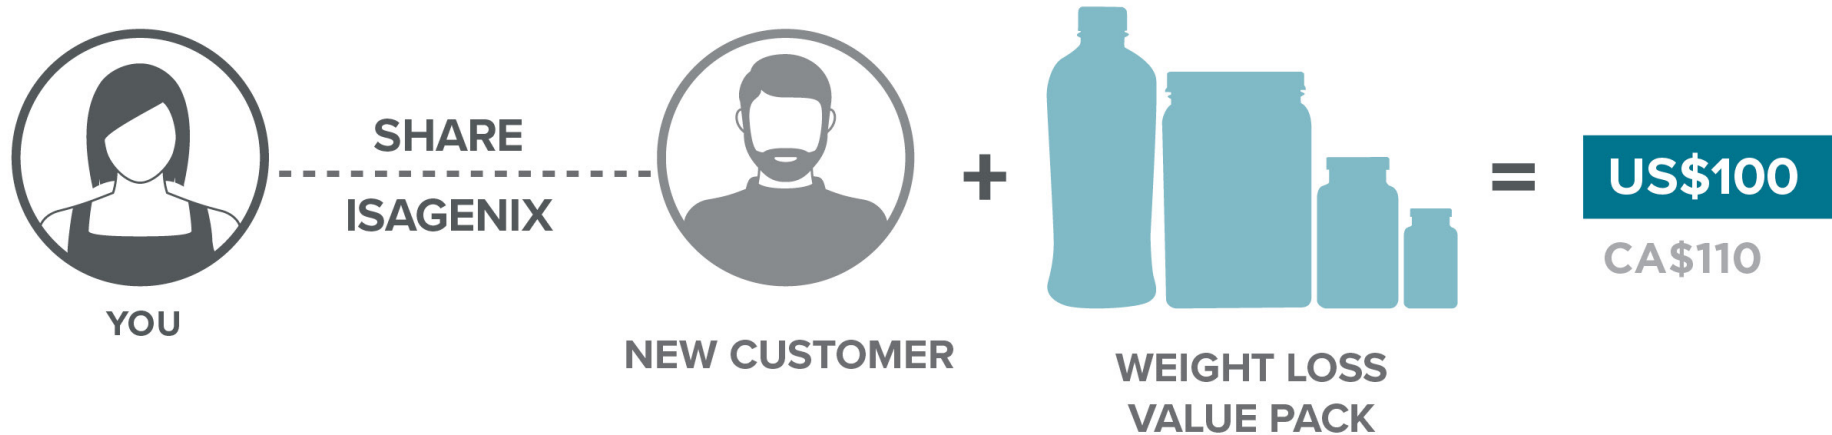 SHARE
ISAGENIX
YOU
NEW CUSTOMER
+
WEIGHT LOSS
VALUE PACK
=
US$100
CA$110